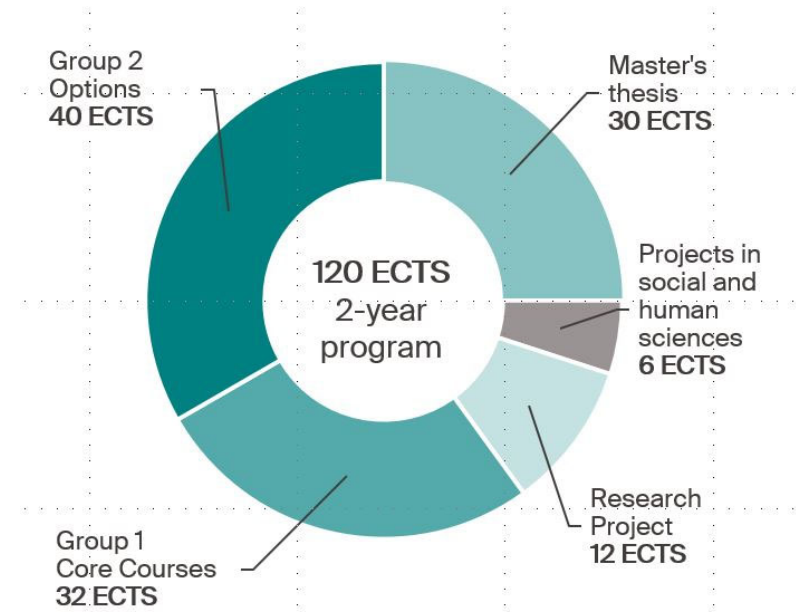 Group 2
Options
40 ECTS
Master's
thesis
30 ECTS
120 ECTS
2-year
program
Projects in
social and
human
sciences
6 ECTS
Research
Project
12 ECTS
Group 1
Core Courses
32 ECTS